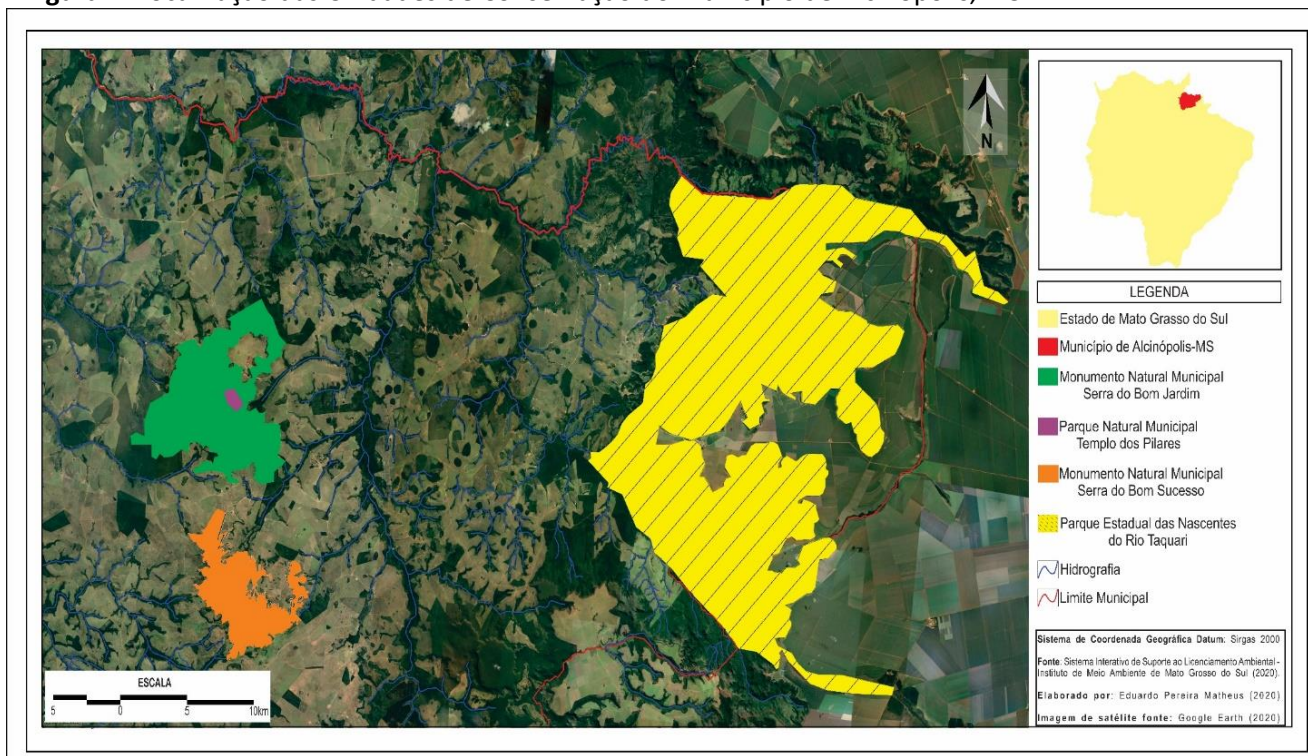 N
LEGENDA
Estado de Mato Grosso do Sul
Município de Alcinópolis-MS
Monumento Natural Municipal
Serra do Bom Jardim
Parque Natural Municipal
Templo dos Pilares
Monumento Natural Municipal
Serra do Bom Sucesso
Parque Estadual das Nascentes
do Rio Taquari
Hidrografia
Limite Municipal
Sistema de Coordenada Geográfica Datum: Sirgas 2000
Fonte: Sistema Interativo de Suporte ao Licenciamento Ambiental -
Instituto de Meio Ambiente de Mato Grosso do Sul (2020).
Elaborado por: Eduardo Pereira Matheus (2020)
Imagem de satélite fonte: Google Earth (2020)
ESCALA
5 0 5 10km